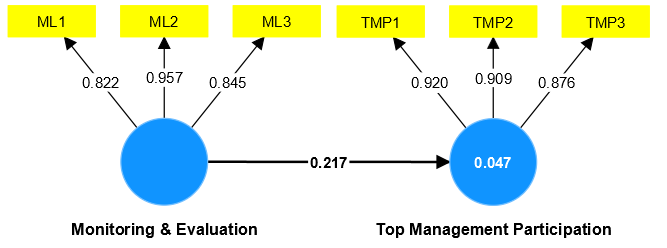 ML1 ML2 ML3 TMP1 TMP2 TMP3
0.822 0.957 0.845 0.920 0.909 0.876
0.217 0.047
Monitoring & Evaluation Top Management Participation